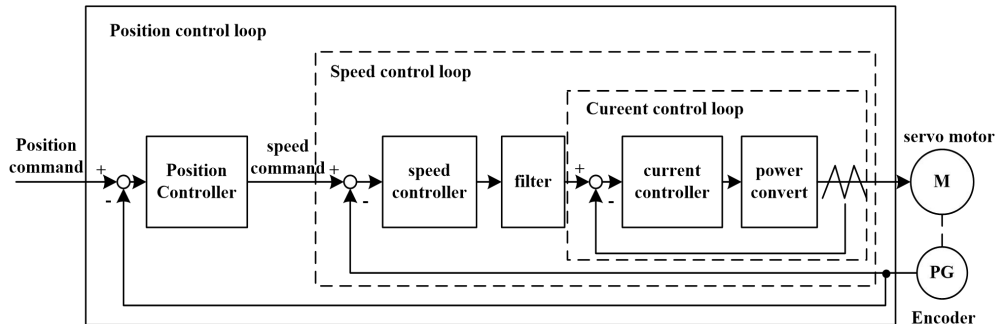 Position control loop
Speed control loop
Cureent control loop
Position
command
+
-
Position
Controller
speed
command
+
-
speed
controller
filter
+
-
current
controller
power
convert
servo motor
M
PG
Encoder